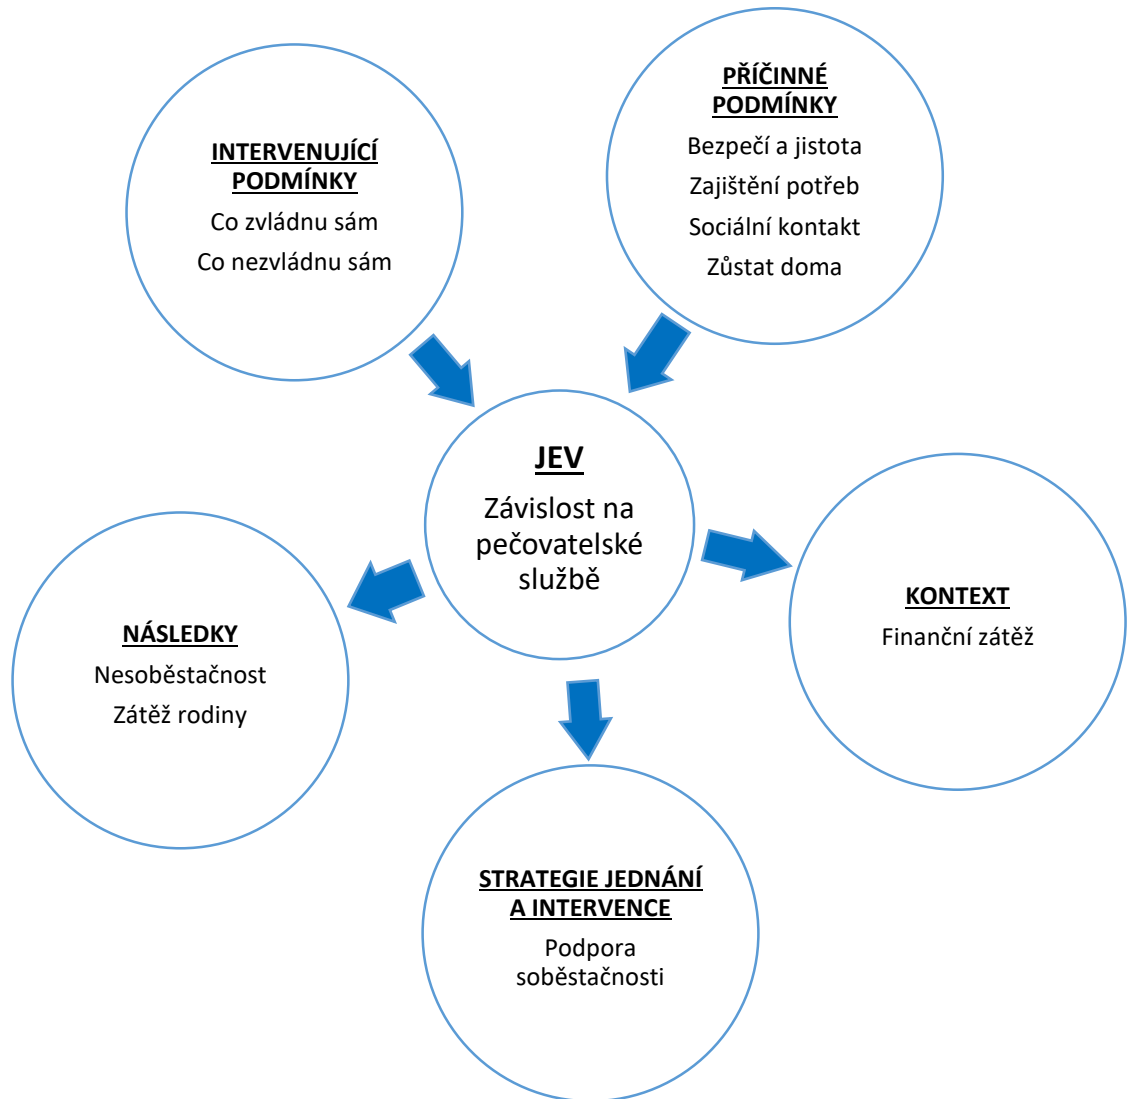 INTERVENUJÍCÍ
PODMÍNKY
Co zvládnu sám
Co nezvládnu sám
PŘÍČINNÉ
PODMÍNKY
Bezpečí a jistota
Zajištění potřeb
Sociální kontakt
Zůstat doma
JEV
Závislost na
pečovatelské
službě
KONTEXT
Finanční zátěž
NÁSLEDKY
Nesoběstačnost
Zátěž rodiny
STRATEGIE JEDNÁNÍ
A INTERVENCE
Podpora
soběstačnosti